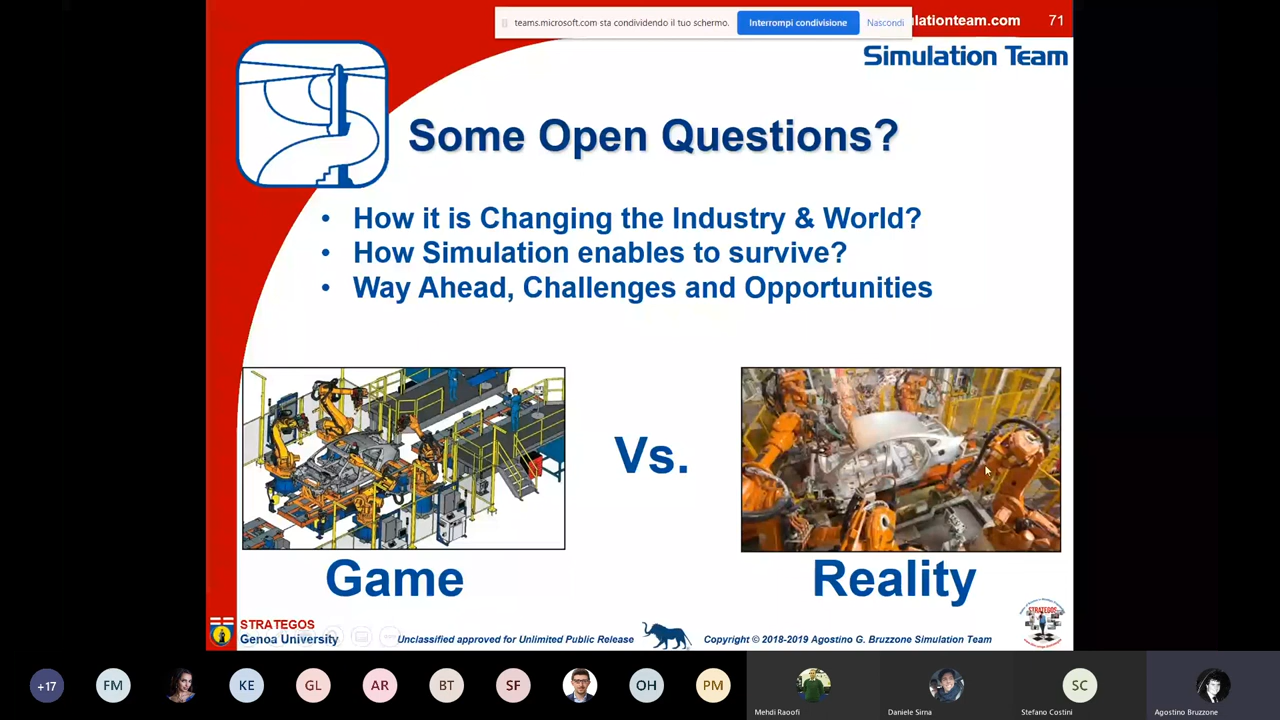 teams.microsoft.com sta condividendo il tuo schermo. Interrompi condivisione Nascondi
lationteam.com 71
Simulation Team
Some Open Questions?
• How it is Changing the Industry & World?
• How Simulation enables to survive?
• Way Ahead, Challenges and Opportunities
Vs.
Game Reality
STRATEGOS
Genoa University Unclassified approved for Unlimited Public Release Copyright © 2018-2019 Agostino G. Bruzzone Simulation Team
STRATEGOS
+17 FM KE GL AR BT SF OH PM SC
Mehdi Raoofi Daniele Sirna Stefano Costini Agostino Bruzzone